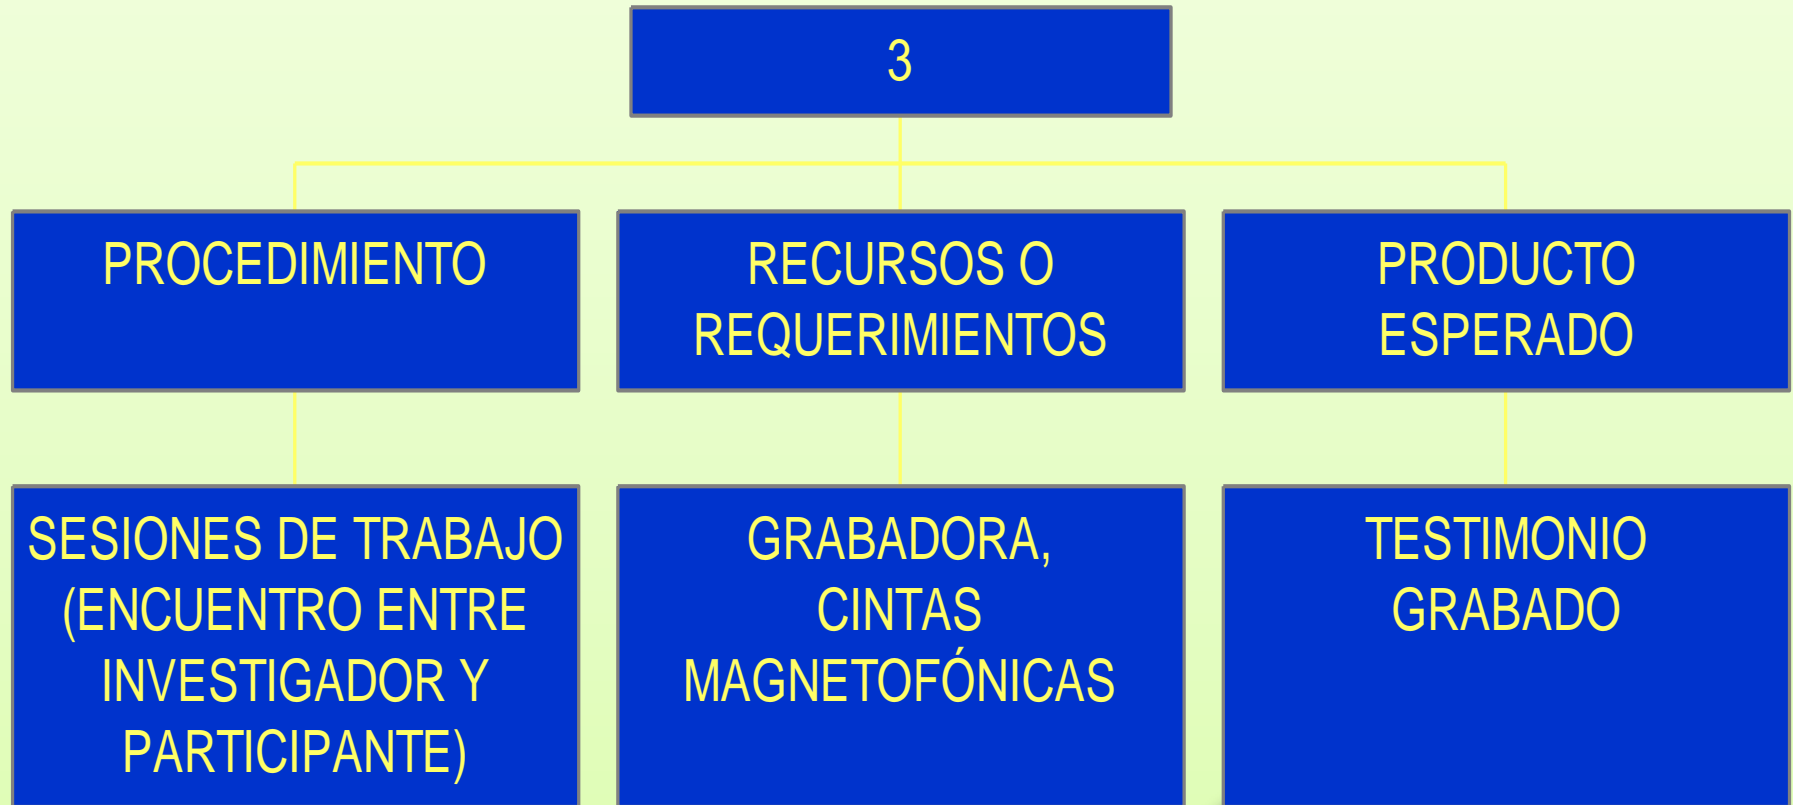 3
PROCEDIMIENTO
RECURSOS O
REQUERIMIENTOS
PRODUCTO
ESPERADO
SESIONES DE TRABAJO
(ENCUENTRO ENTRE
INVESTIGADOR Y
PARTICIPANTE)
GRABADORA,
CINTAS
MAGNETOFÓNICAS
TESTIMONIO
GRABADO